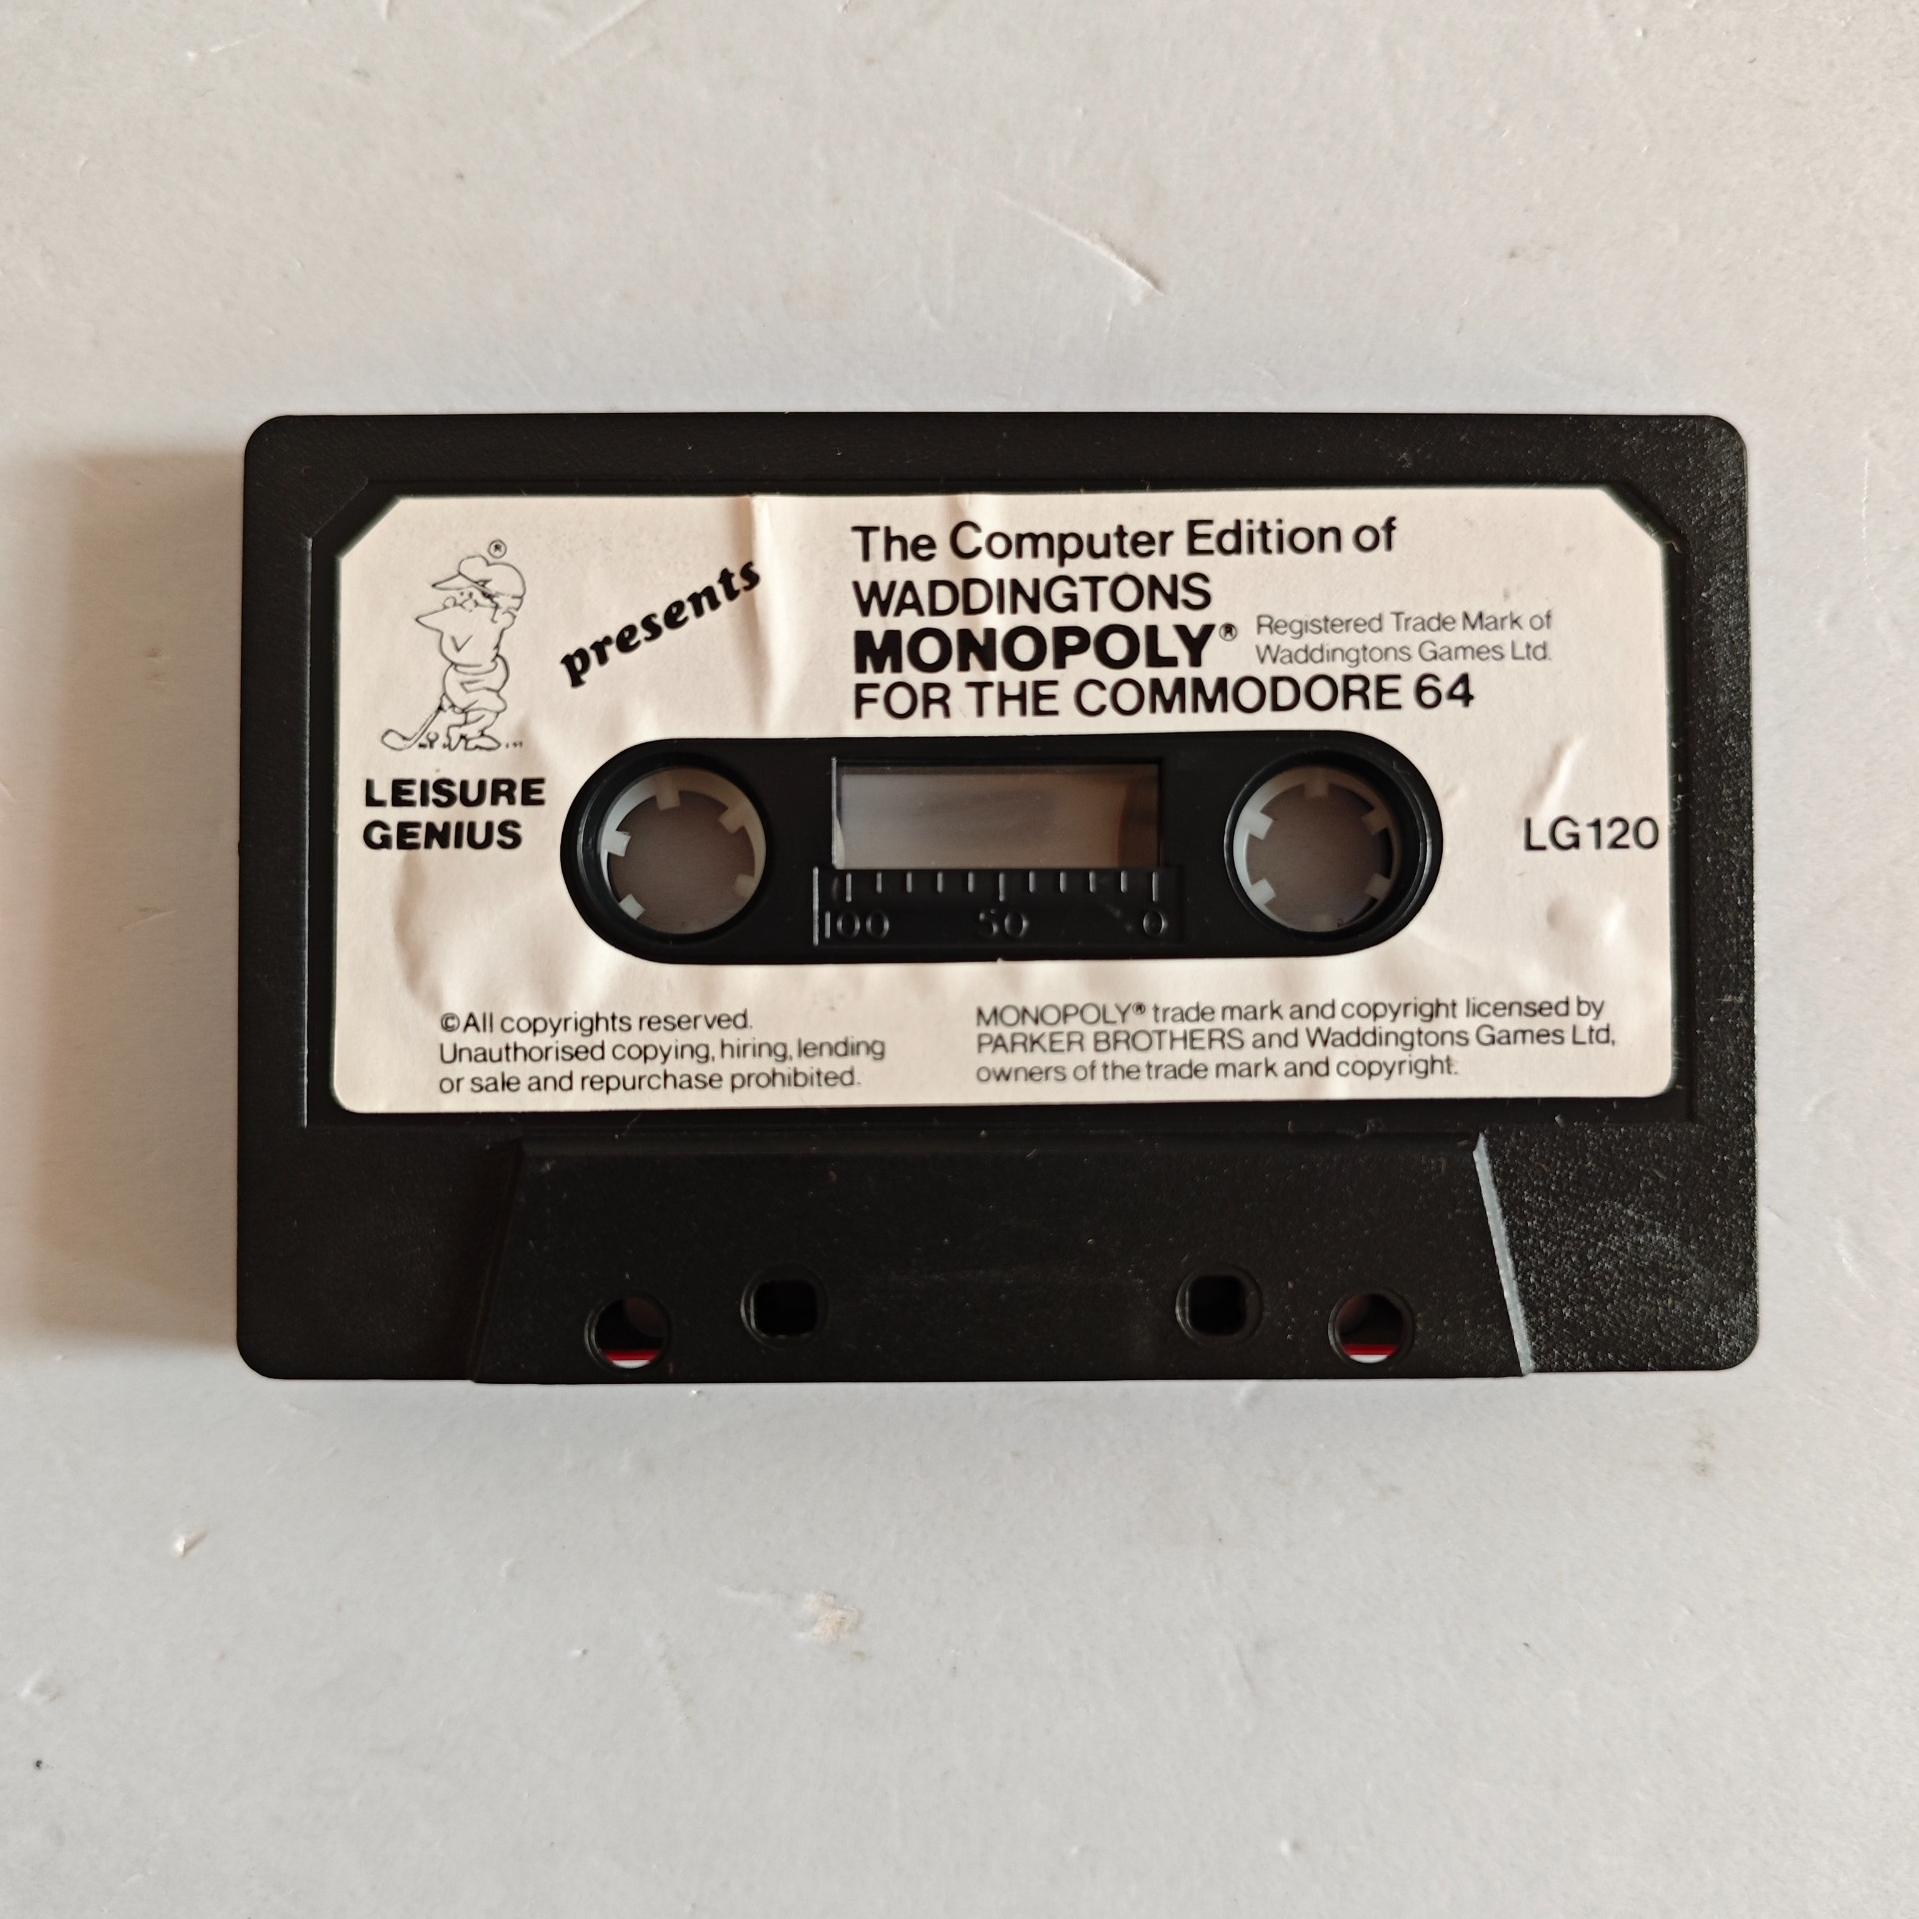 ®
presents
The Computer Edition of
WADDINGTONS
MONOPOLY® Registered Trade Mark of
Waddingtons Games Ltd.
FOR THE COMMODORE 64
LEISURE
GENIUS
LG120
100 50 0
©All copyrights reserved.
Unauthorised copying, hiring, lending
or sale and repurchase prohibited.
MONOPOLY® trade mark and copyright licensed by
PARKER BROTHERS and Waddingtons Games Ltd,
owners of the trade mark and copyright.